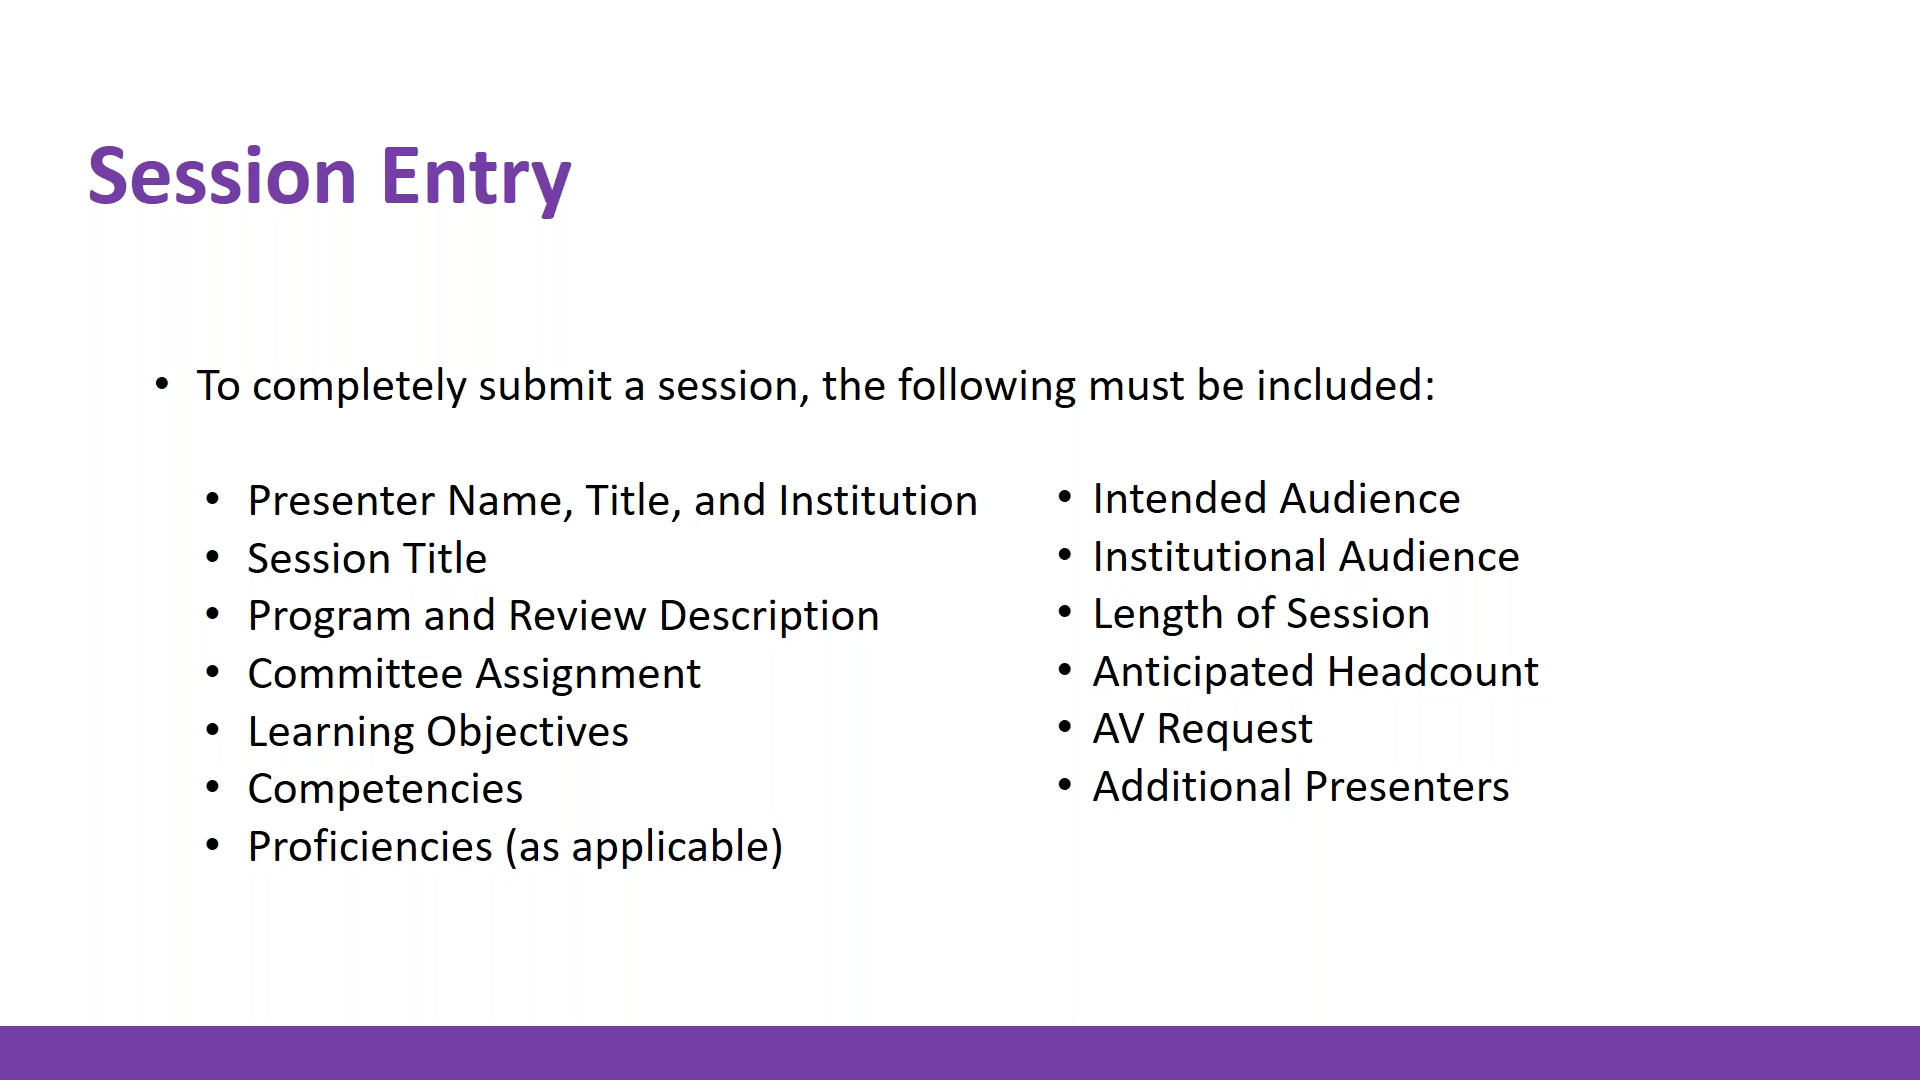 Session Entry
• To completely submit a session, the following must be included:
• Presenter Name, Title, and Institution
• Session Title
• Program and Review Description
• Committee Assignment
• Learning Objectives
• Competencies
• Proficiencies (as applicable)
• Intended Audience
• Institutional Audience
• Length of Session
• Anticipated Headcount
• AV Request
• Additional Presenters